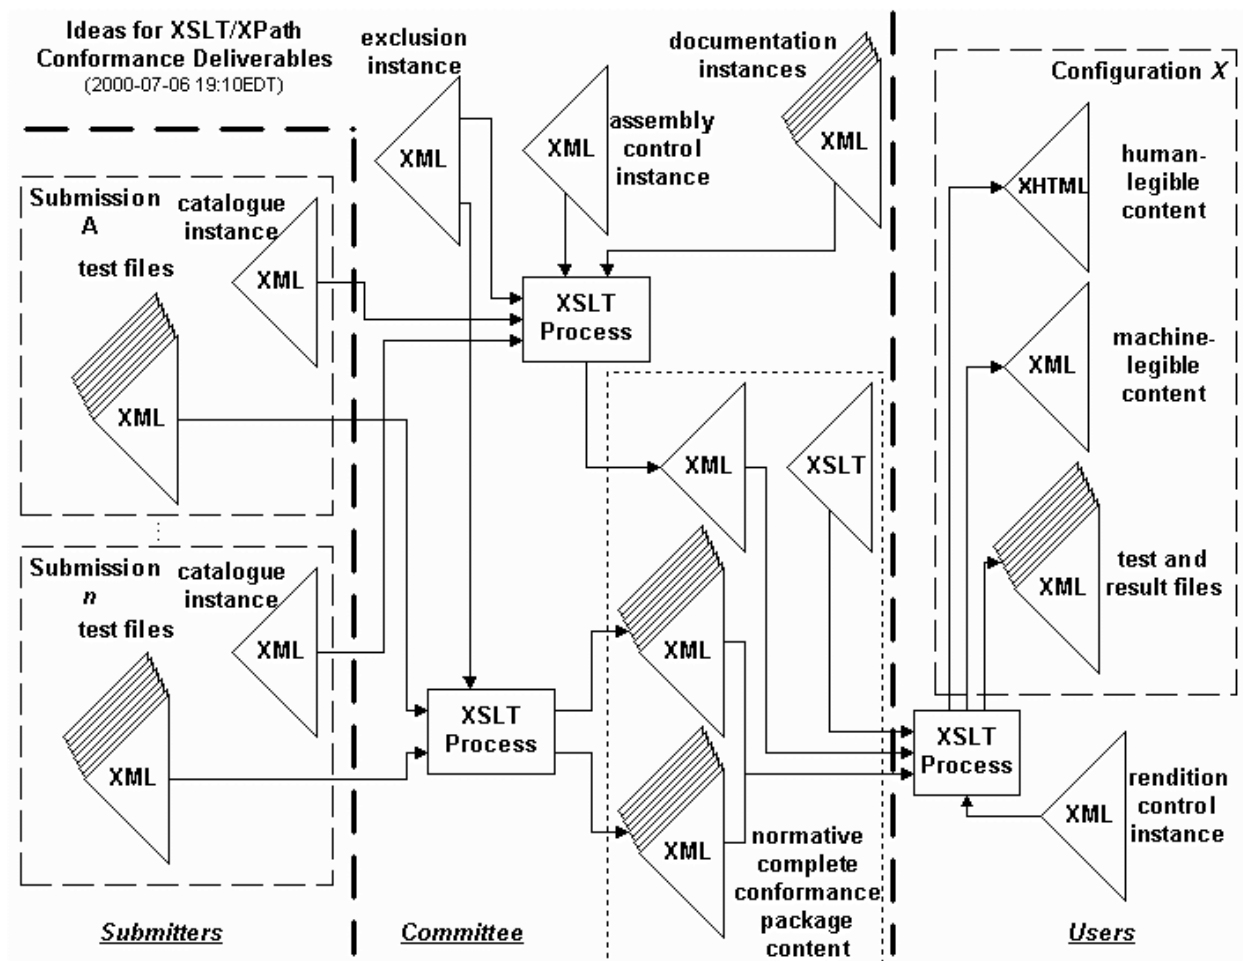 Ideas for XSLT/XPath
Conformance Deliverables
(2000-07-06 19:10EDT)
Submission
A
catalogue
instance
XML
test files
XML
Submission
n
catalogue
instance
XML
test files
XML
Submitters
exclusion
instance
XML
assembly
control
instance
XML
documentation
instances
XML
XSLT
Process
XML
XSLT
XML
XSLT
Process
XML
normative
complete
conformance
package
content
Committee
Configuration X
XHTML
human-
legible
content
XML
machine-
legible
content
XML
test and
result files
XSLT
Process
XML
rendition
control
instance
Users